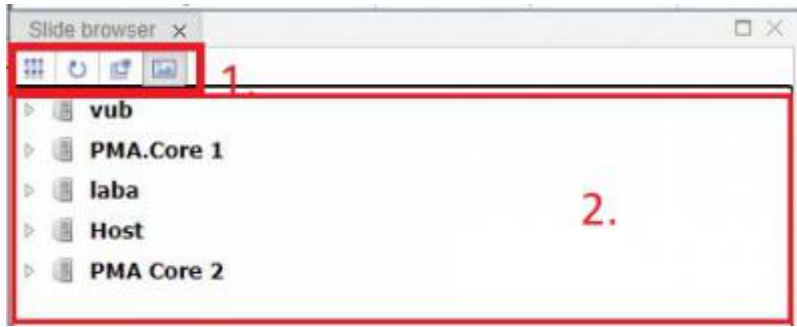 Slide browser
1.
vub
PMA.Core 1
laba
2.
Host
PMA Core 2